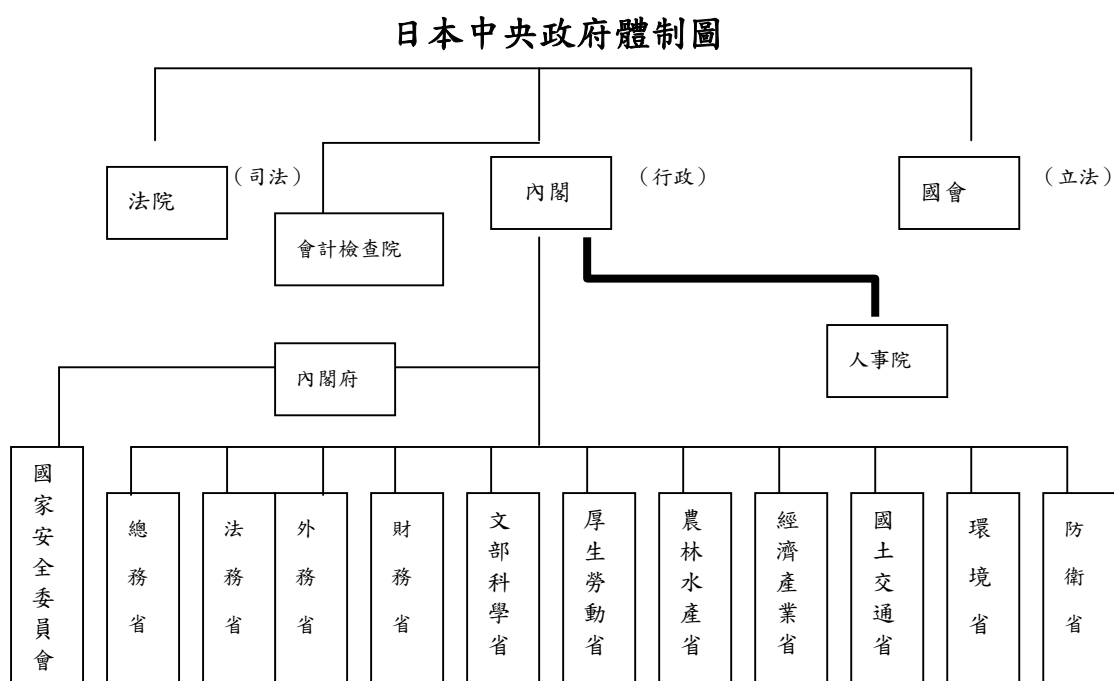 日本中央政府體制圖
法院
（司法）
會計檢查院
內閣
（行政）
國會
（立法）
人事院
內閣府
國家安全委員會
總務省
法務省
外務省
財務省
文部科學省
厚生勞動省
農林水產省
經濟產業省
國土交通省
環境省
防衛省